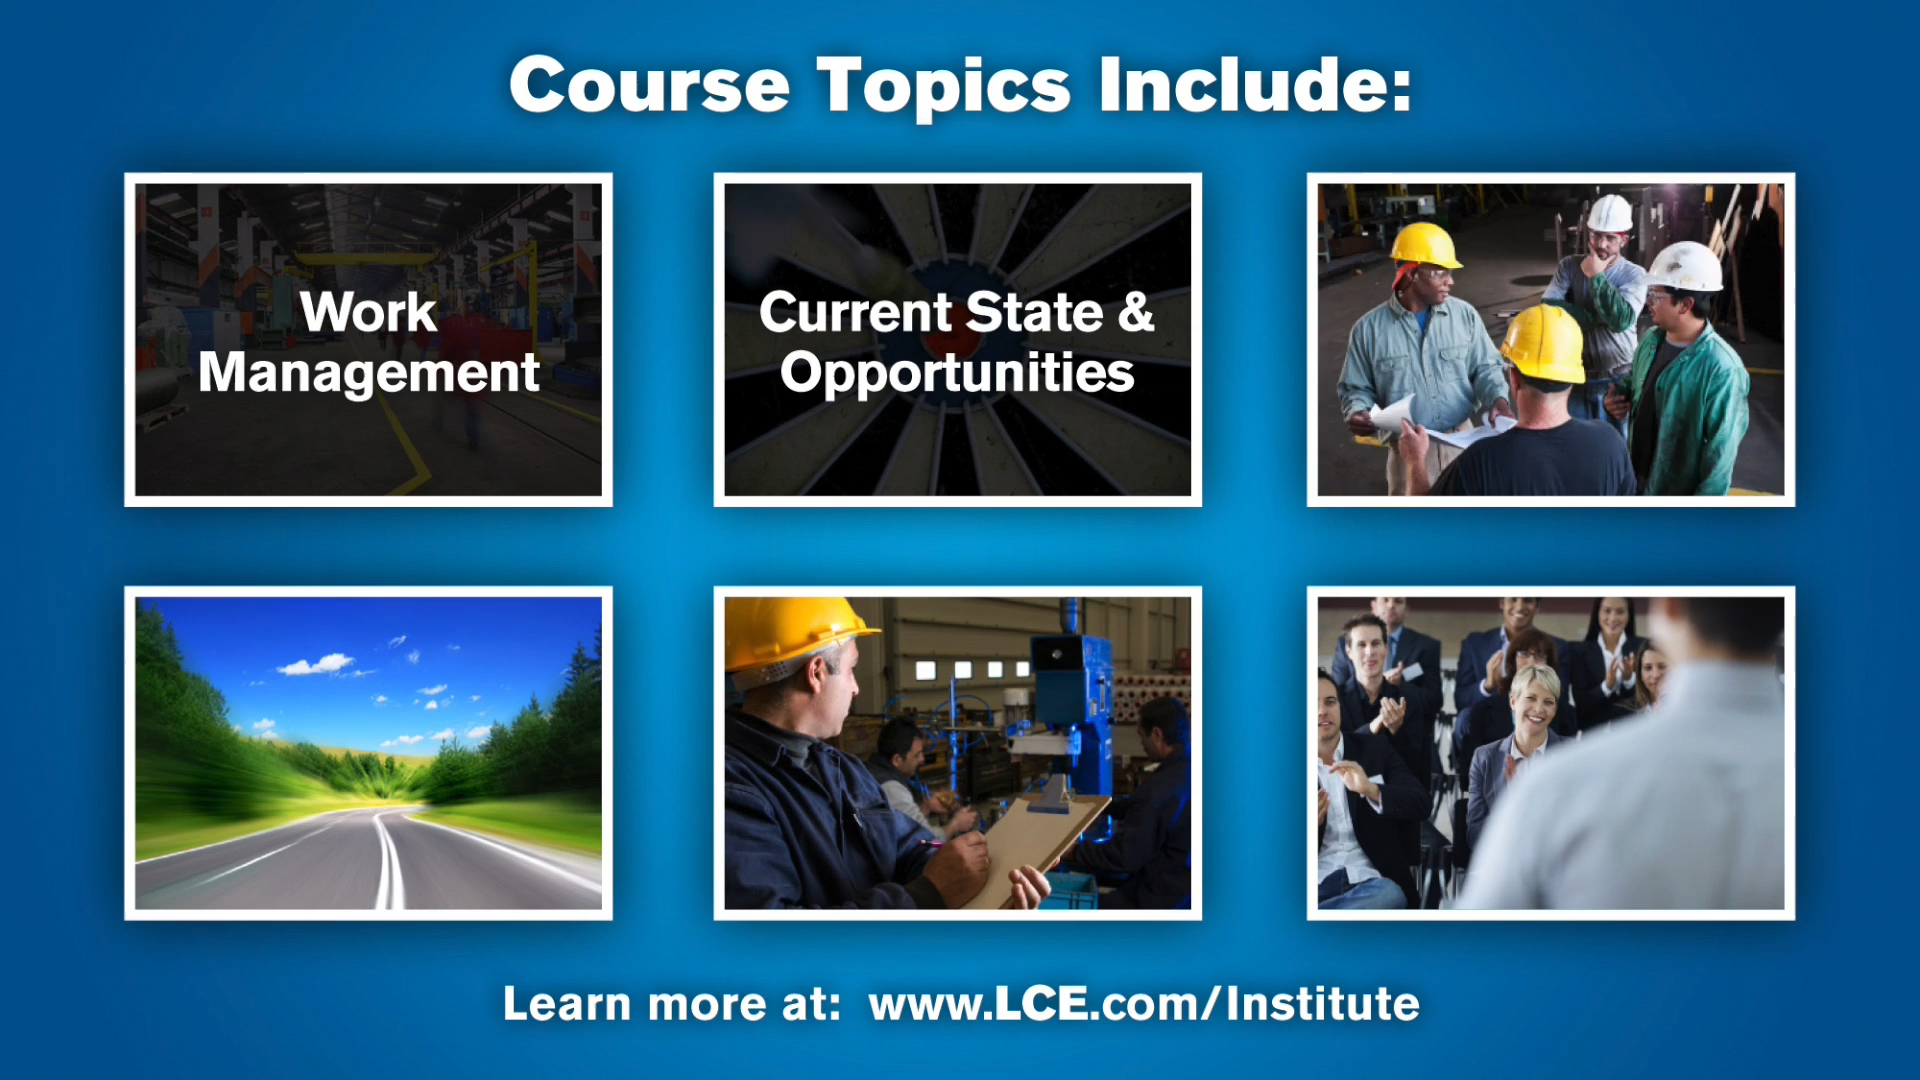 Course Topics Include:
Work
Management
Current State &
Opportunities
Learn more at:  www.LCE.com/Institute